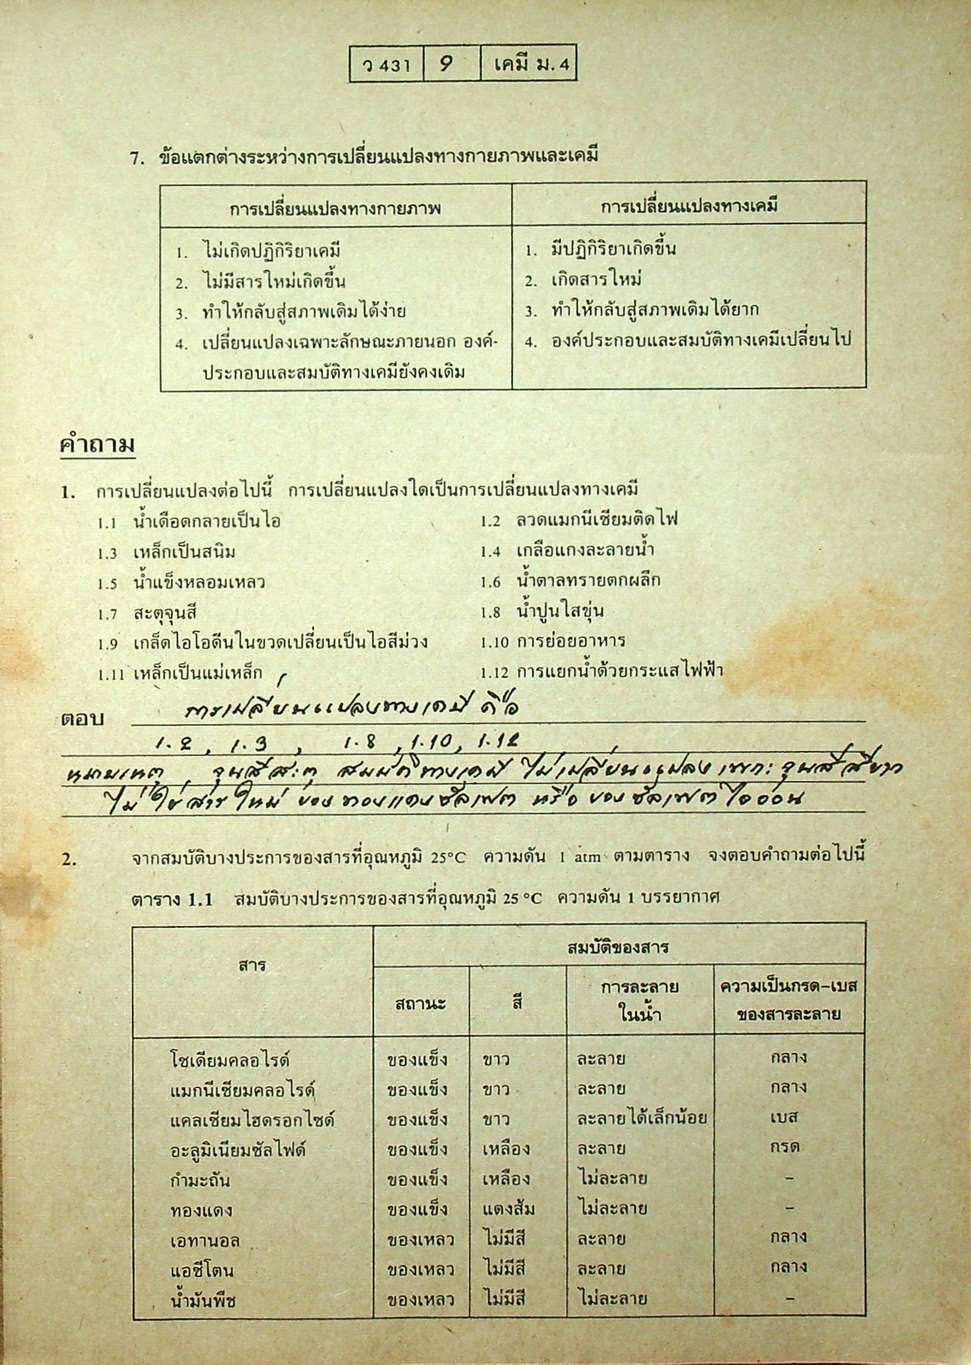 ว 431 9 เคมี ม. 4
7. ข้อแตกต่างระหว่างการเปลี่ยนแปลงทางกายภาพและเคมี
การเปลี่ยนแปลงทางกายภาพ การเปลี่ยนแปลงทางเคมี
1. ไม่เกิดปฏิกิริยาเคมี 1. มีปฏิกิริยาเกิดขึ้น
2. ไม่มีสารใหม่เกิดขึ้น 2. เกิดสารใหม่
3. ทำให้กลับสู่สภาพเดิมได้ง่าย 3. ทำให้กลับสู่สภาพเดิมได้ยาก
4. เปลี่ยนแปลงเฉพาะลักษณะภายนอก องค์- 4. องค์ประกอบและสมบัติทางเคมีเปลี่ยนไป
ประกอบและสมบัติทางเคมียังคงเดิม
คำถาม
1. การเปลี่ยนแปลงต่อไปนี้ การเปลี่ยนแปลงใดเป็นการเปลี่ยนแปลงทางเคมี
1.1 น้ำเดือดกลายเป็นไอ 1.2 ลวดแมกนีเซียมติดไฟ
1.3 เหล็กเป็นสนิม 1.4 เกลือแกงละลายน้ำ
1.5 น้ำแข็งหลอมเหลว 1.6 น้ำตาลทรายตกผลึก
1.7 สะตุจุนสี 1.8 น้ำปูนใสขุ่น
1.9 เกล็ดไอโอดีนในขวดเปลี่ยนเป็นไอสีม่วง 1.10 การย่อยอาหาร
1.11 เหล็กเป็นแม่เหล็ก 1.12 การแยกน้ำด้วยกระแสไฟฟ้า
ตอบ การเปลี่ยนแปลงทางเคมี คือ
1.2 , 1.3 , 1.8 , 1.10, 1.12
หมายเหตุ จุนสีสะตุ สมบัติทางเคมี ไม่เปลี่ยนแปลง เพราะ จุนสีสีขาว
ไม่ใช่สารใหม่ ของ ทองแดงซัลเฟต หรือ ของ ซัลเฟตไอออน
2. จากสมบัติบางประการของสารที่อุณหภูมิ 25°C ความดัน 1 atm ตามตาราง จงตอบคำถามต่อไปนี้
ตาราง 1.1 สมบัติบางประการของสารที่อุณหภูมิ 25 °C ความดัน 1 บรรยากาศ
สมบัติของสาร
สาร
สถานะ สี การละลาย ความเป็นกรด-เบส
ในน้ำ ของสารละลาย
โซเดียมคลอไรด์ ของแข็ง ขาว ละลาย กลาง
แมกนีเซียมคลอไรด์ ของแข็ง ขาว ละลาย กลาง
แคลเซียมไฮดรอกไซด์ ของแข็ง ขาว ละลายได้เล็กน้อย เบส
อะลูมิเนียมซัลไฟด์ ของแข็ง เหลือง ละลาย กรด
กำมะถัน ของแข็ง เหลือง ไม่ละลาย –
ทองแดง ของแข็ง แดงส้ม ไม่ละลาย –
เอทานอล ของเหลว ไม่มีสี ละลาย กลาง
แอซีโตน ของเหลว ไม่มีสี ละลาย กลาง
น้ำมันพืช ของเหลว ไม่มีสี ไม่ละลาย –